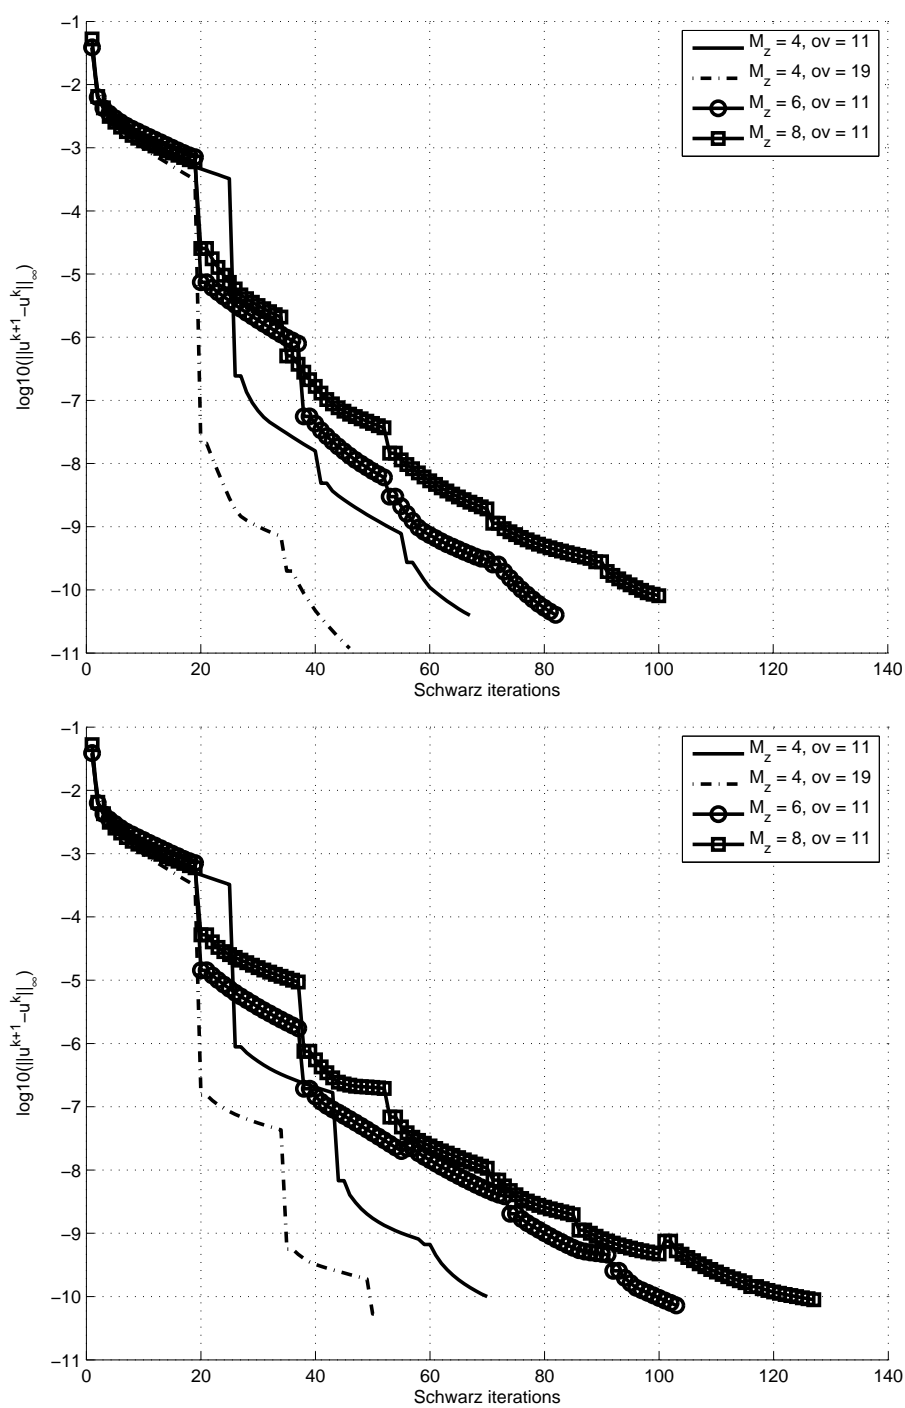 −1
−2
−3
−4
−5
−6
−7
−8
−9
−10
−11
0 20 40 60 80 100 120 140
Schwarz iterations
log10(||u^{k+1}−u^k||_∞)
M_z = 4, ov = 11
M_z = 4, ov = 19
M_z = 6, ov = 11
M_z = 8, ov = 11
−1
−2
−3
−4
−5
−6
−7
−8
−9
−10
−11
0 20 40 60 80 100 120 140
Schwarz iterations
log10(||u^{k+1}−u^k||_∞)
M_z = 4, ov = 11
M_z = 4, ov = 19
M_z = 6, ov = 11
M_z = 8, ov = 11